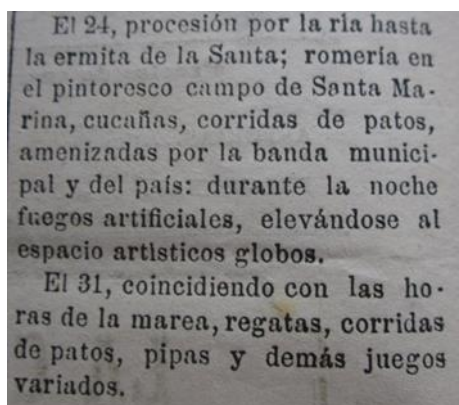 El 24, procesión por la ria hasta
la ermita de la Santa; romería en
el pintoresco campo de Santa Ma-
rina, cucañas, corridas de patos,
amenizadas por la banda munici-
pal y del país: durante la noche
fuegos artificiales, elevándose al
espacio artisticos globos.
El 31, coincidiendo con las ho-
ras de la marea, regatas, corridas
de patos, pipas y demás juegos
variados.